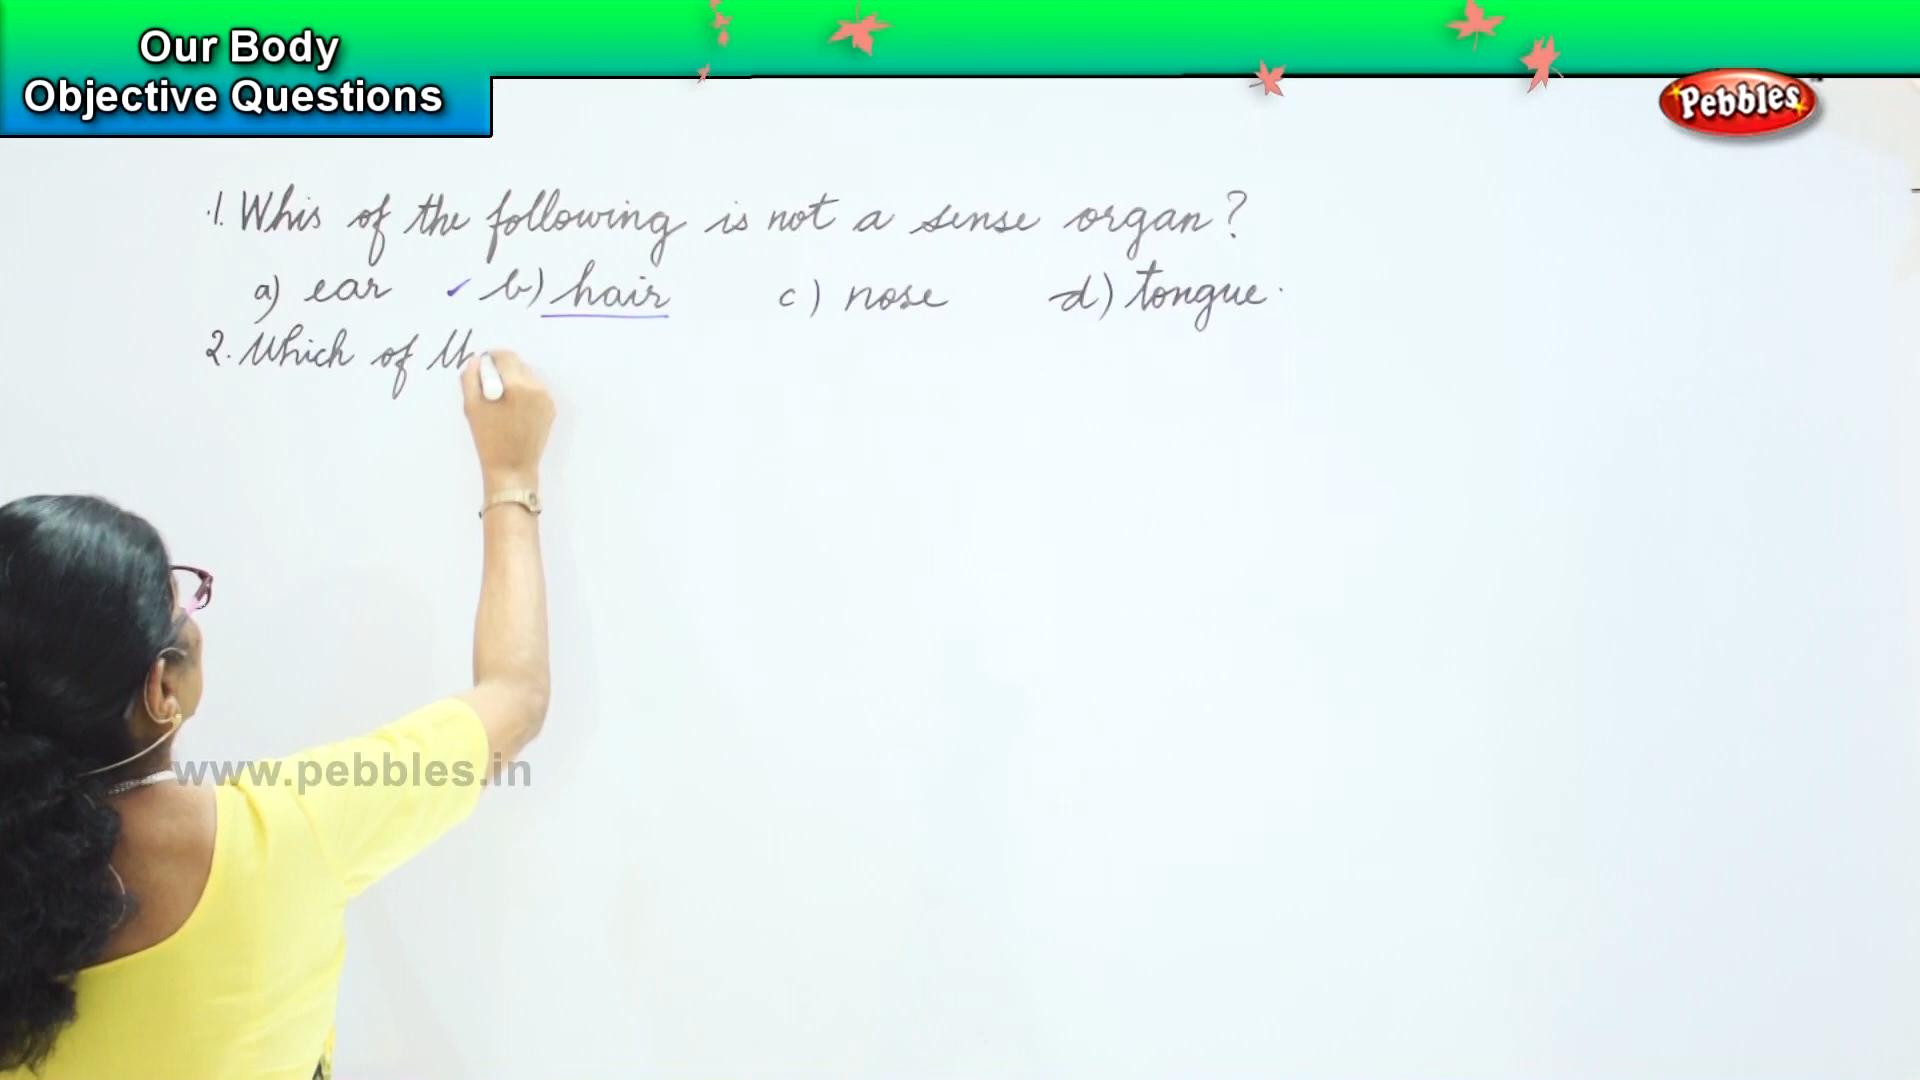 Our Body
Objective Questions
Pebbles
1. Whis of the following is not a sense organ?
a) ear ✓ b) hair c) nose d) tongue.
2. Which of th
www.pebbles.in